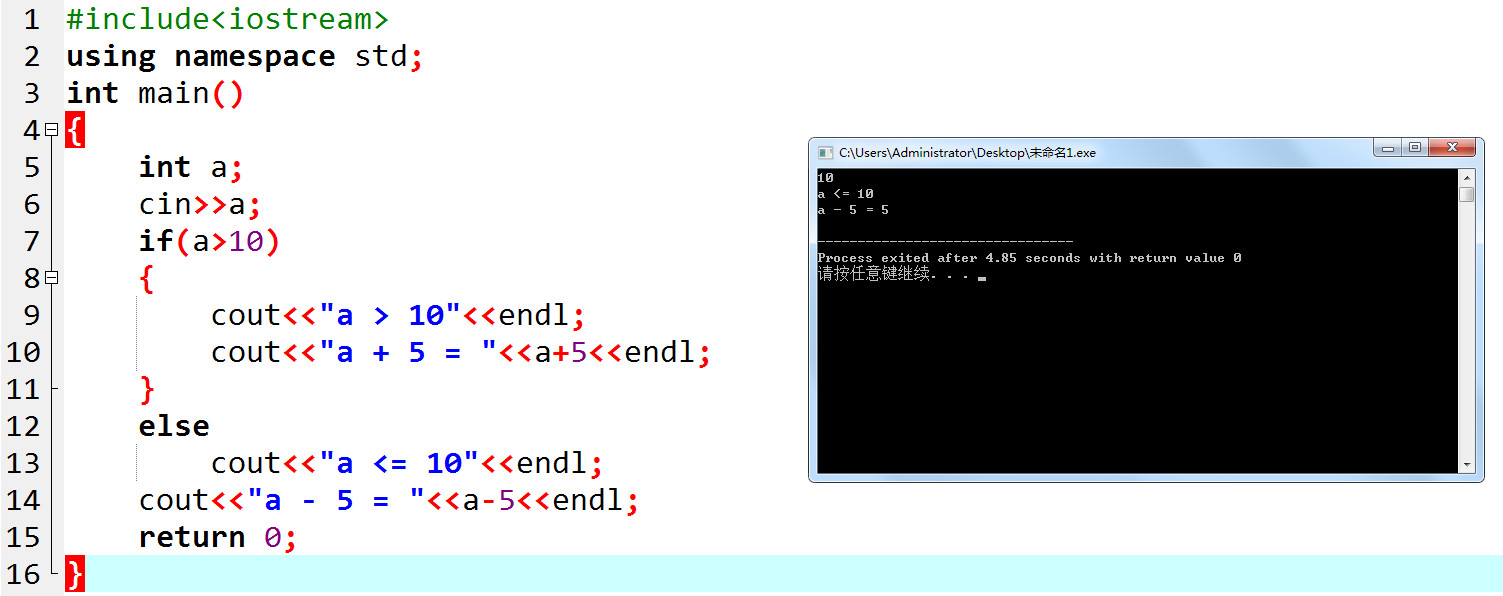 1 #include<iostream>
2 using namespace std;
3 int main()
4 {
5 int a;
6 cin>>a;
7 if(a>10)
8 {
9 cout<<"a > 10"<<endl;
10 cout<<"a + 5 = "<<a+5<<endl;
11 }
12 else
13 cout<<"a <= 10"<<endl;
14 cout<<"a - 5 = "<<a-5<<endl;
15 return 0;
16 }
C:\Users\Administrator\Desktop\未命名1.exe
10
a <= 10
a - 5 = 5
--------------------------------
Process exited after 4.85 seconds with return value 0
请按任意键继续. . .